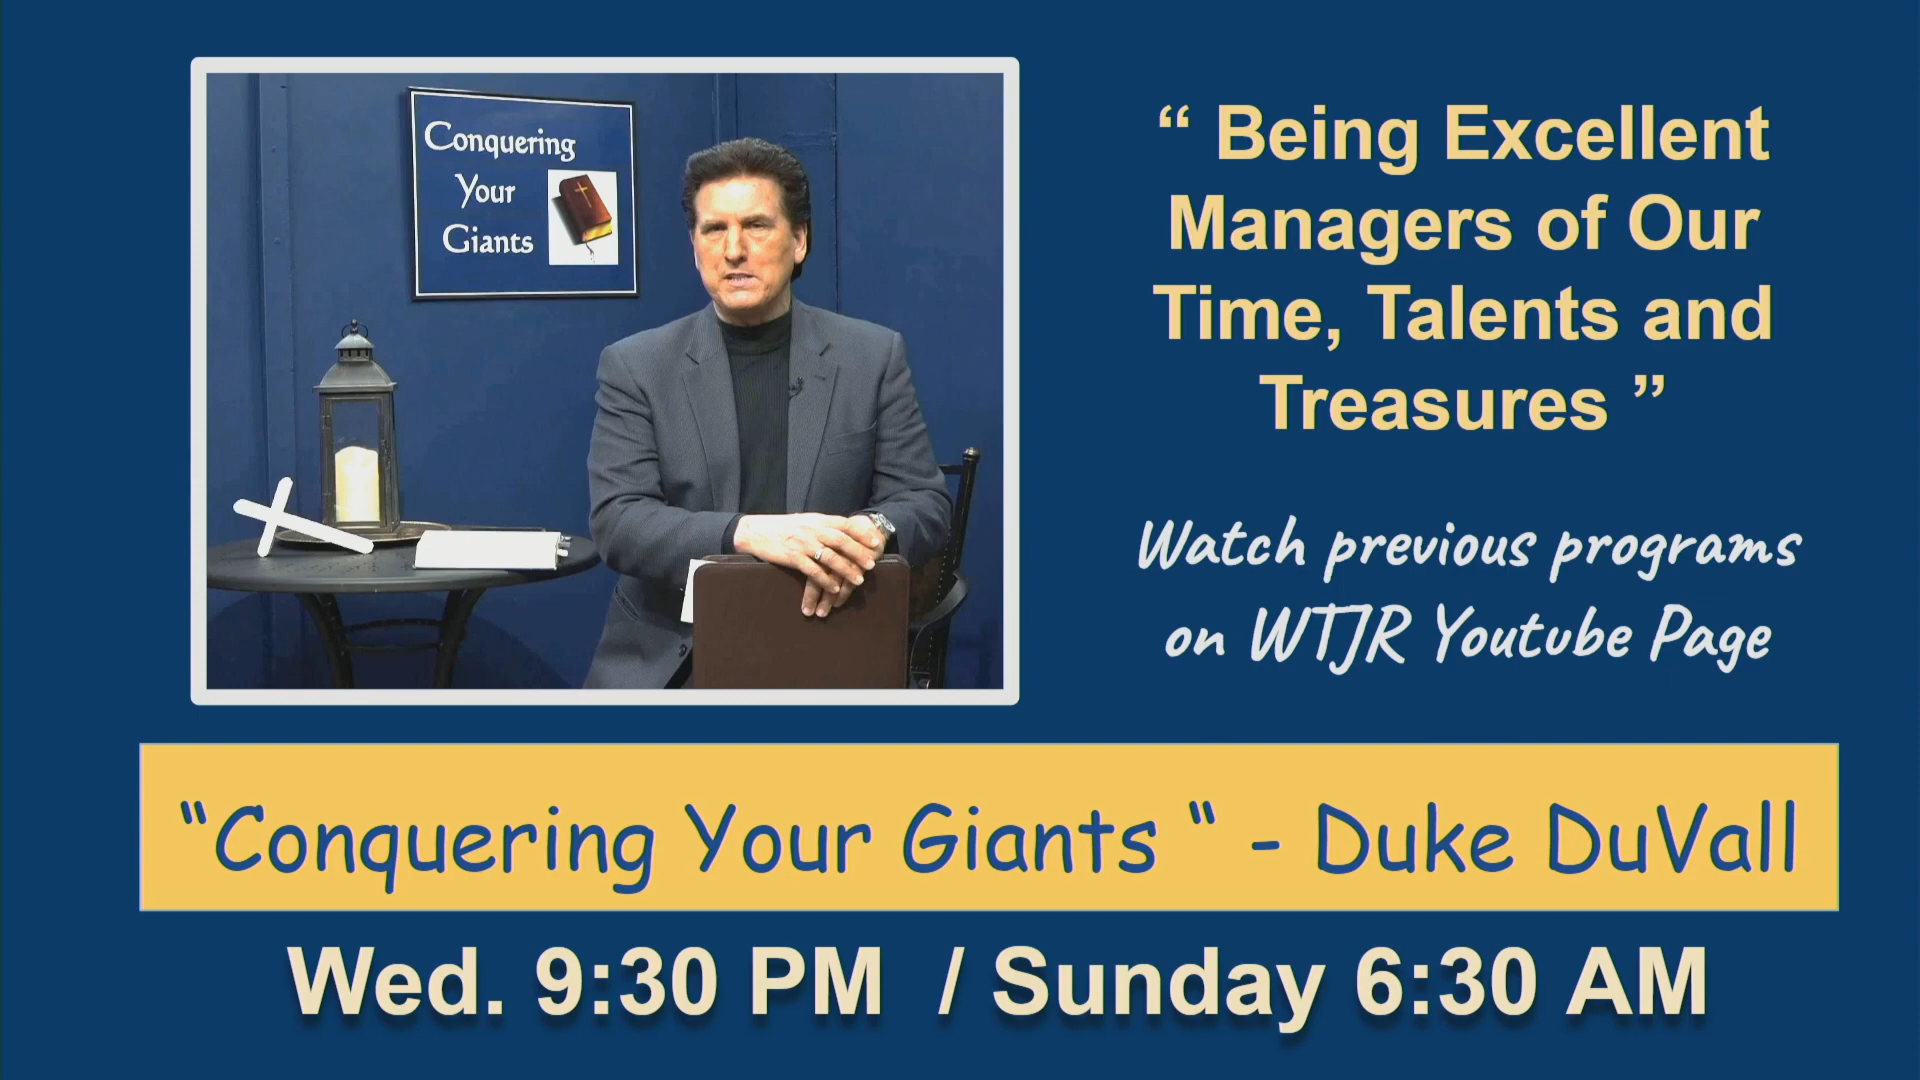 Conquering
Your
Giants
“ Being Excellent
Managers of Our
Time, Talents and
Treasures ”
Watch previous programs
on WTJR Youtube Page
“Conquering Your Giants “ - Duke DuVall
Wed. 9:30 PM / Sunday 6:30 AM